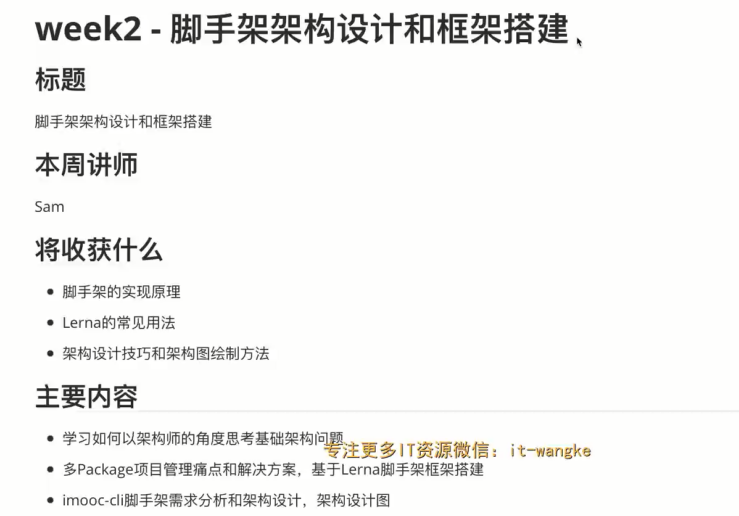 week2 - 脚手架架构设计和框架搭建
标题
脚手架架构设计和框架搭建
本周讲师
Sam
将收获什么
• 脚手架的实现原理
• Lerna的常见用法
• 架构设计技巧和架构图绘制方法
主要内容
• 学习如何以架构师的角度思考基础架构问题
专注更多IT资源微信：it-wangke
• 多Package项目管理痛点和解决方案，基于Lerna脚手架框架搭建
• imooc-cli脚手架需求分析和架构设计，架构设计图